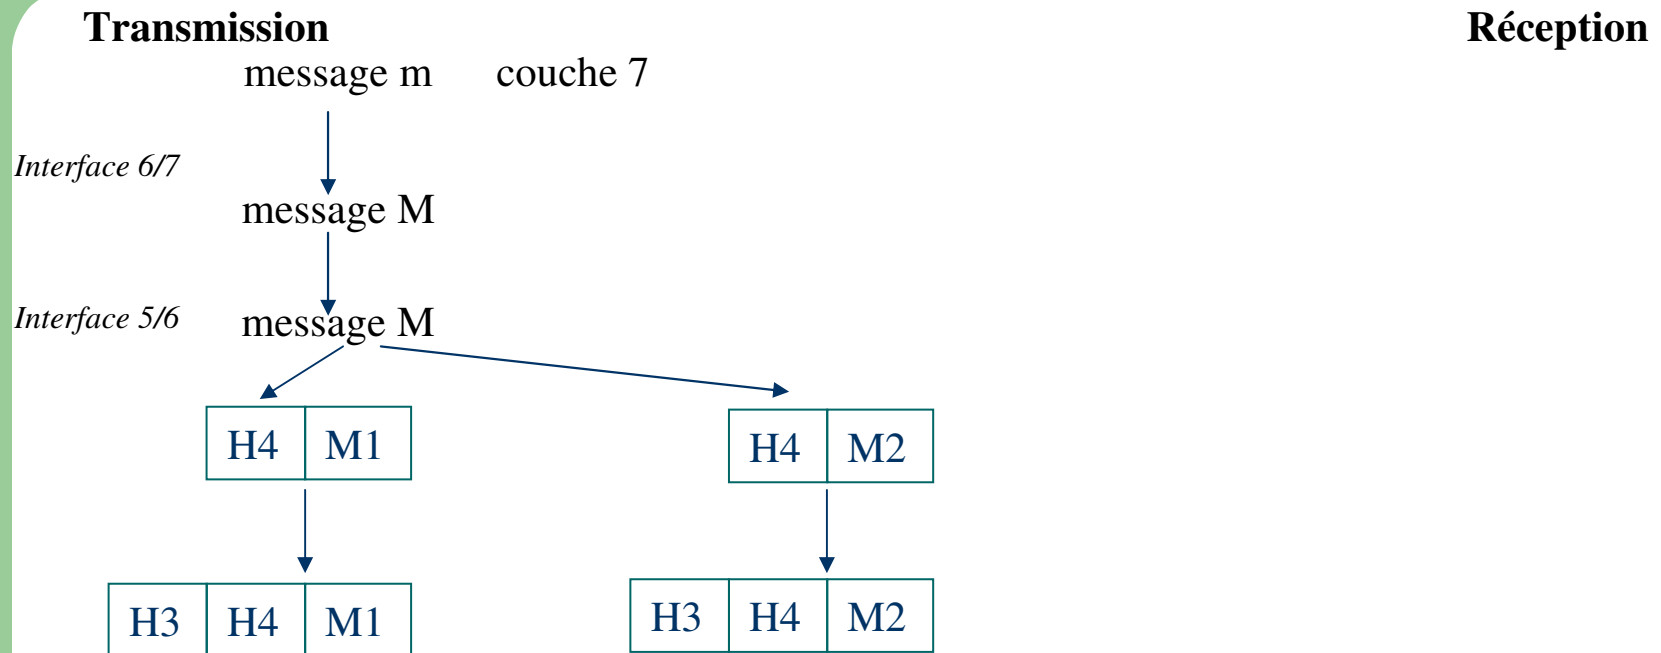 Transmission Réception
message m couche 7
Interface 6/7
message M
Interface 5/6 message M
H4 M1 H4 M2
H3 H4 M1 H3 H4 M2